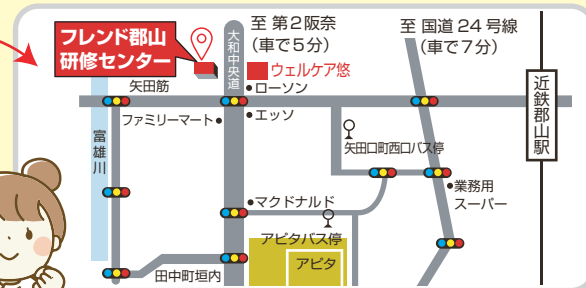 フレンド郡山
研修センター
至 第2阪奈
(車で5分)
至 国道24号線
(車で7分)
大和中央道
ウェルケア悠
矢田筋
ローソン
近鉄郡山駅
ファミリーマート
エッソ
富雄川
矢田口町西口バス停
業務用
スーパー
マクドナルド
アピタバス停
アピタ
田中町垣内